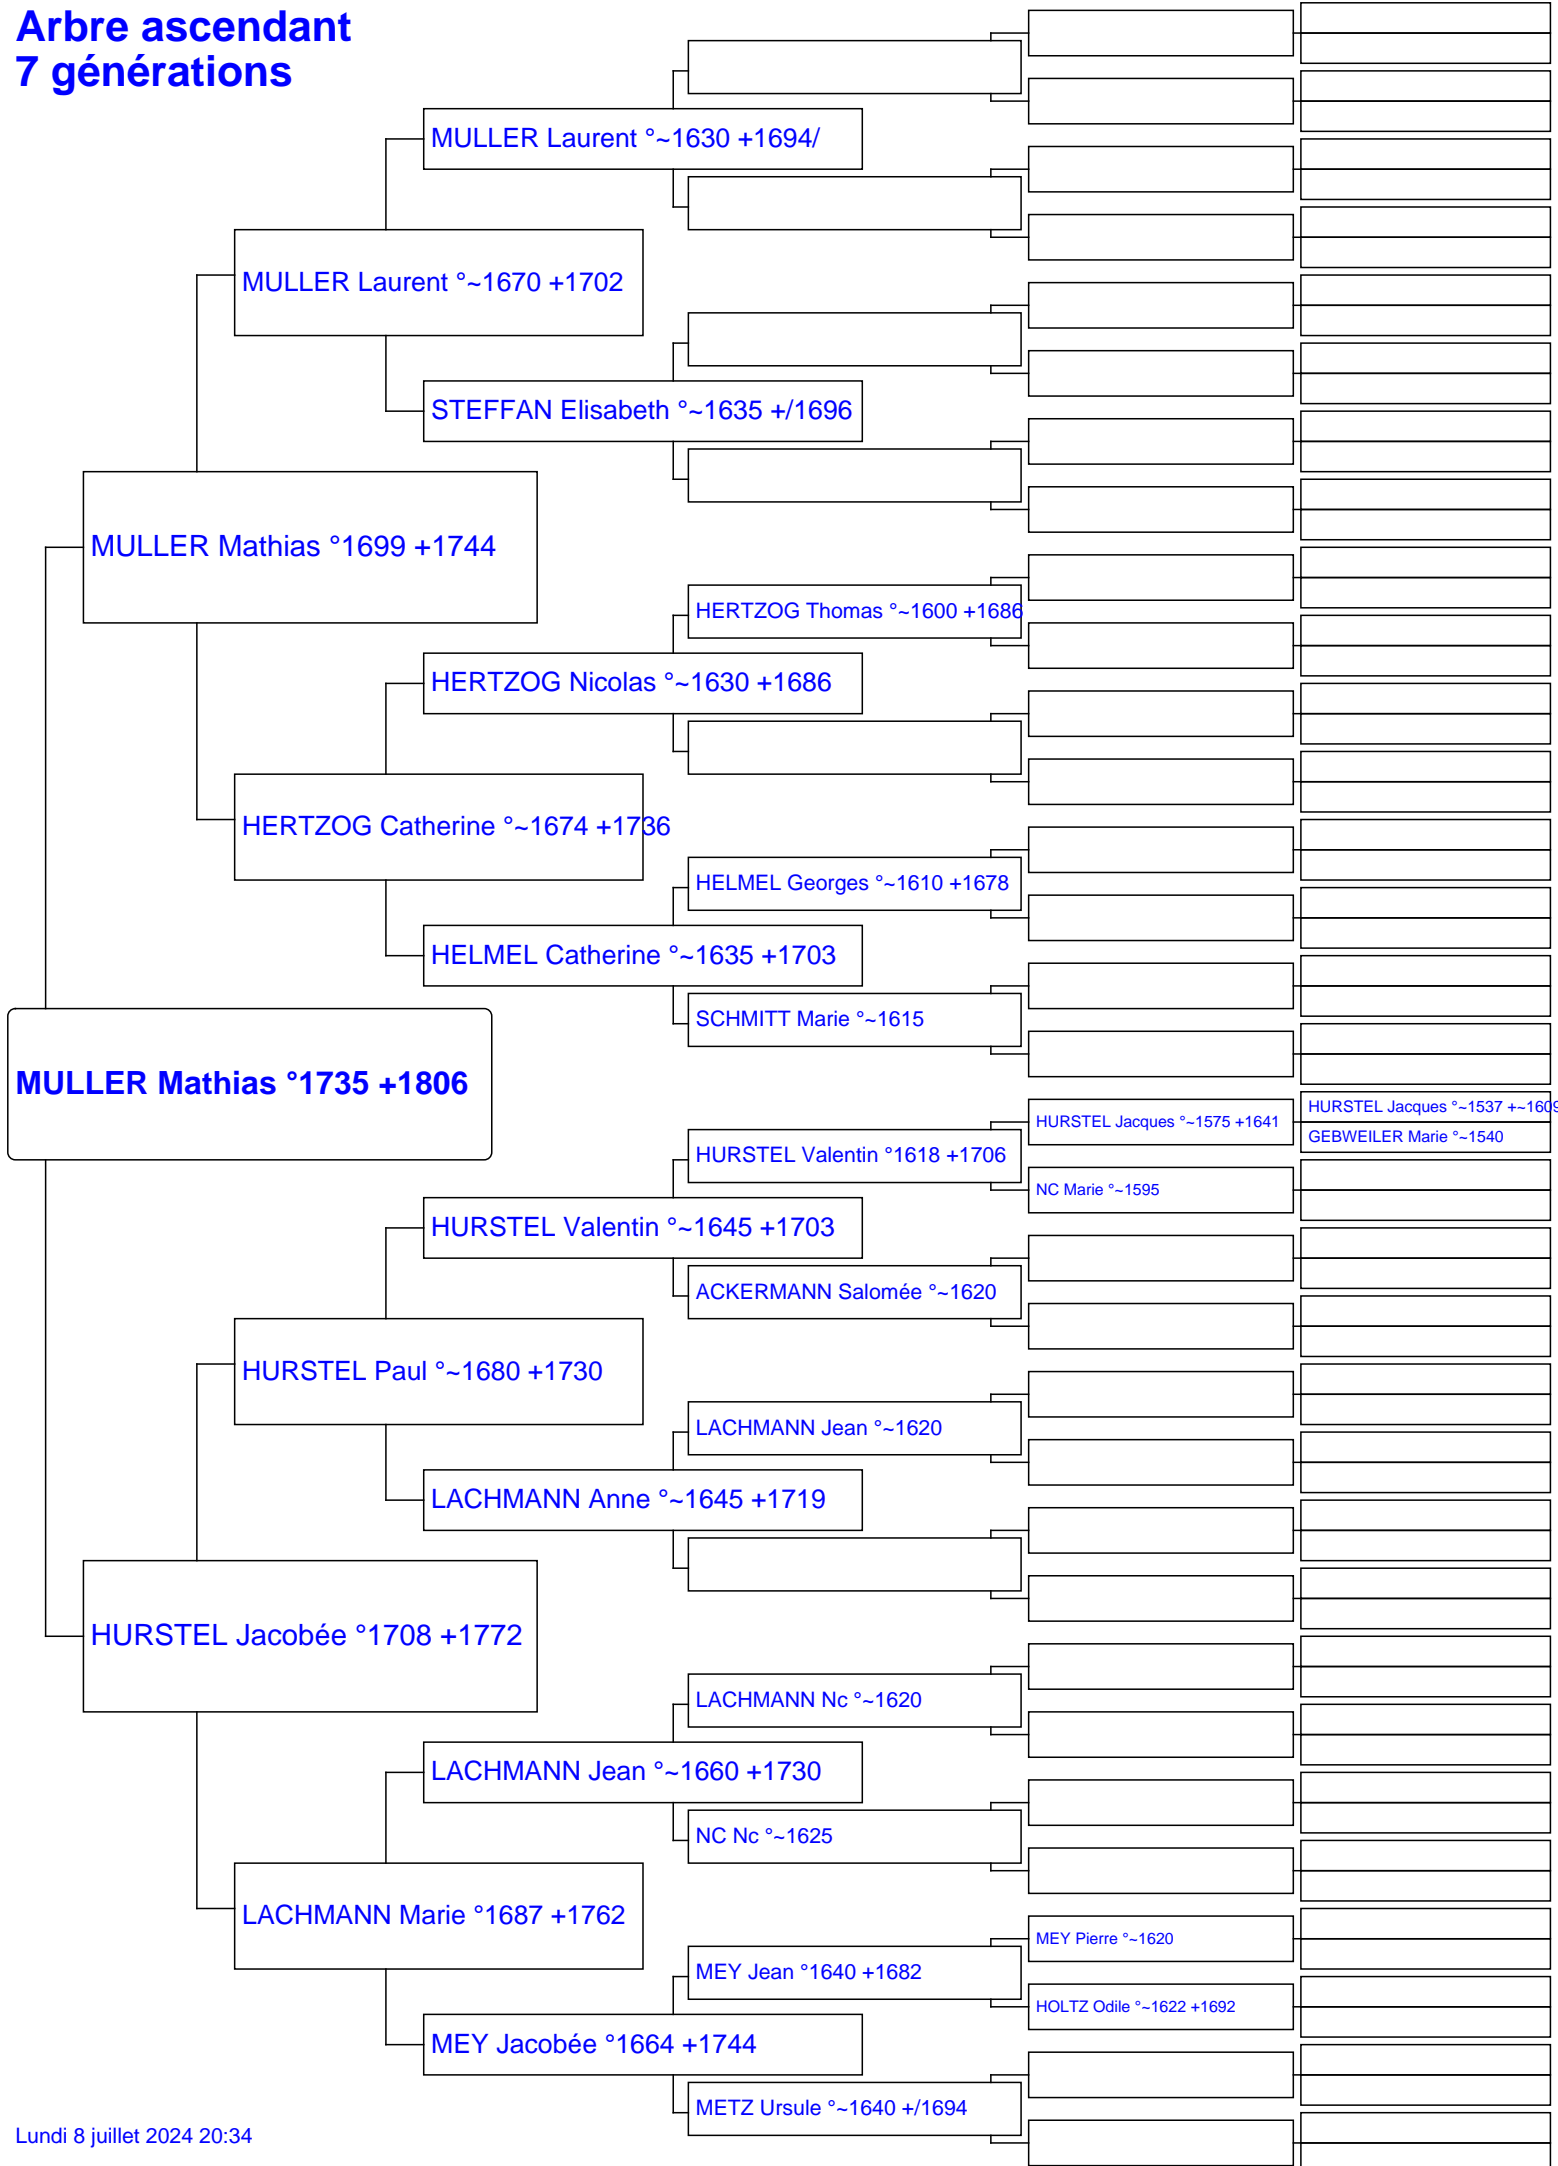 Arbre ascendant
7 générations
MULLER Laurent °~1630 +1694/
MULLER Laurent °~1670 +1702
STEFFAN Elisabeth °~1635 +/1696
MULLER Mathias °1699 +1744
HERTZOG Thomas °~1600 +1686
HERTZOG Nicolas °~1630 +1686
HERTZOG Catherine °~1674 +1736
HELMEL Georges °~1610 +1678
HELMEL Catherine °~1635 +1703
SCHMITT Marie °~1615
MULLER Mathias °1735 +1806
HURSTEL Jacques °~1537 +~1609
HURSTEL Jacques °~1575 +1641
GEBWEILER Marie °~1540
HURSTEL Valentin °1618 +1706
NC Marie °~1595
HURSTEL Valentin °~1645 +1703
ACKERMANN Salomée °~1620
HURSTEL Paul °~1680 +1730
LACHMANN Jean °~1620
LACHMANN Anne °~1645 +1719
HURSTEL Jacobée °1708 +1772
LACHMANN Nc °~1620
LACHMANN Jean °~1660 +1730
NC Nc °~1625
LACHMANN Marie °1687 +1762
MEY Pierre °~1620
MEY Jean °1640 +1682
HOLTZ Odile °~1622 +1692
MEY Jacobée °1664 +1744
METZ Ursule °~1640 +/1694
Lundi 8 juillet 2024 20:34